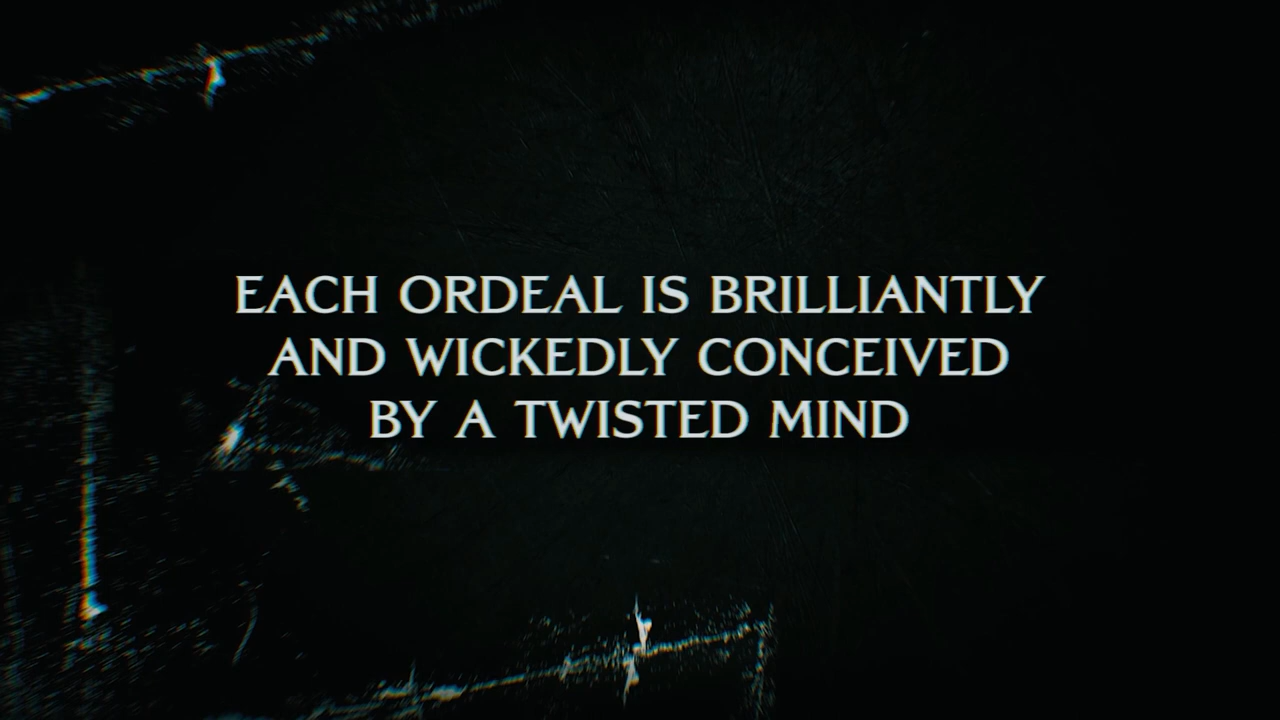 EACH ORDEAL IS BRILLIANTLY
AND WICKEDLY CONCEIVED
BY A TWISTED MIND